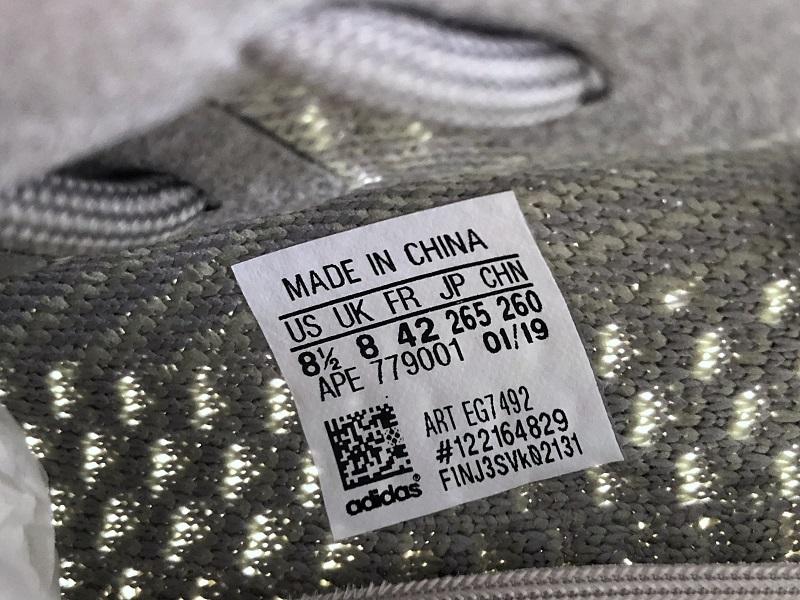 MADE IN CHINA
US UK FR JP CHN
8½ 8 42 265 260
APE 779001 01/19
ART EG7492
#122164829
FINJ3SVkQ2131
adidas®